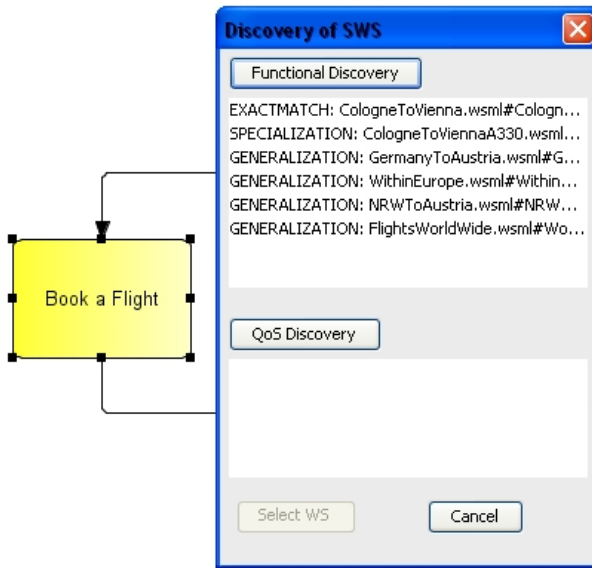 Discovery of SWS
Functional Discovery
EXACTMATCH: CologneToVienna.wsml#Cologn...
SPECIALIZATION: CologneToViennaA330.wsml...
GENERALIZATION: GermanyToAustria.wsml#G...
GENERALIZATION: WithinEurope.wsml#Within...
GENERALIZATION: NRWToAustria.wsml#NRW...
GENERALIZATION: FlightsWorldWide.wsml#Wo...
Book a Flight
QoS Discovery
Select WS
Cancel